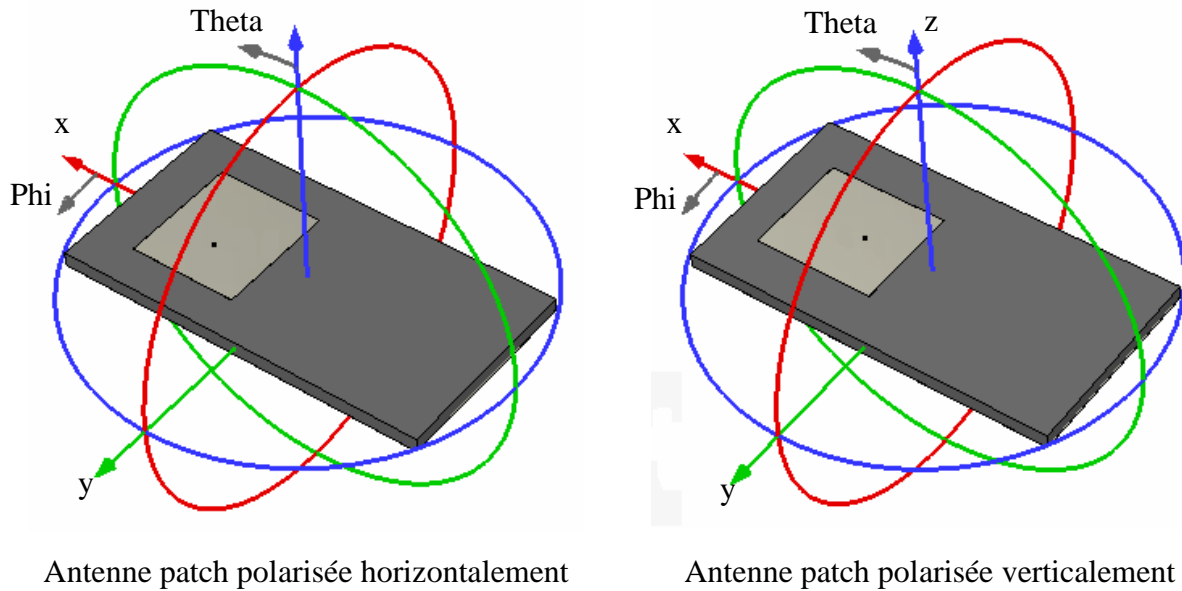 Theta
x
Phi
y
Theta
z
x
Phi
y
Antenne patch polarisée horizontalement
Antenne patch polarisée verticalement